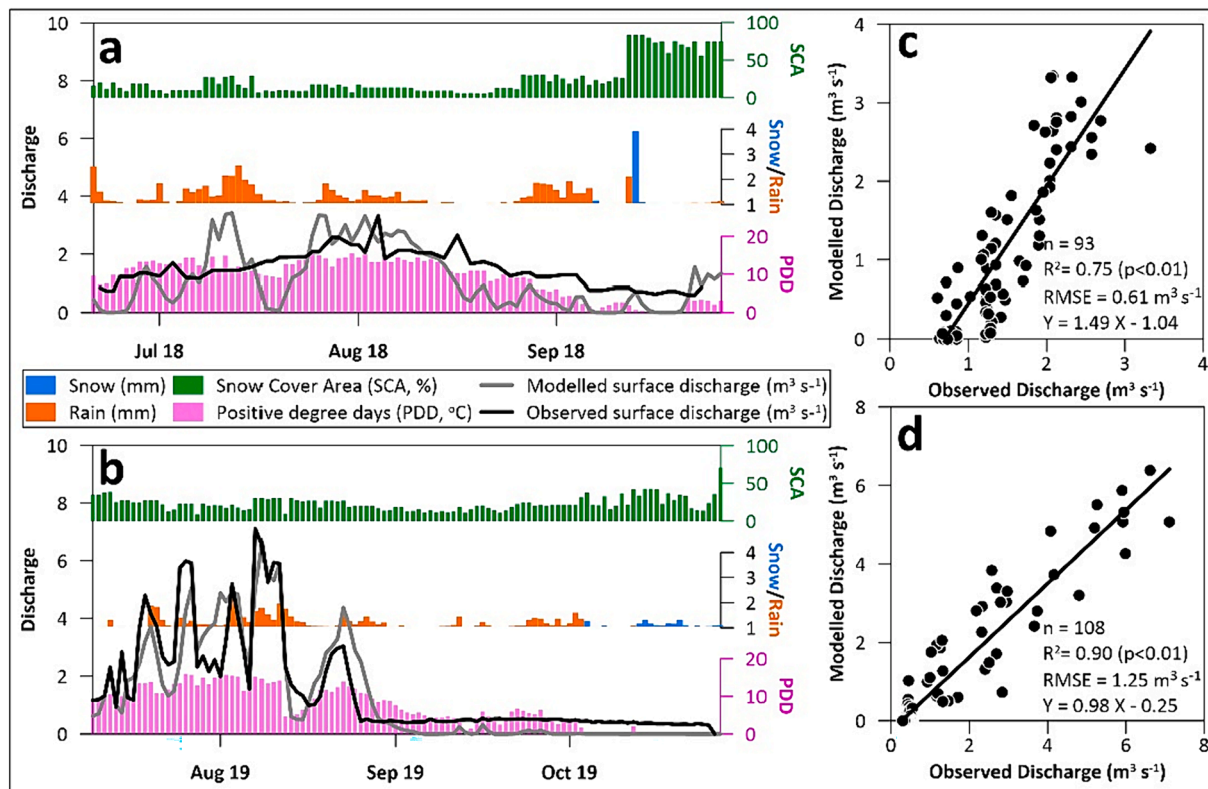 a
10
8
6
4
2
0
Discharge
100
50
0
SCA
4
3
2
1
Snow/Rain
20
10
0
PDD
Jul 18
Aug 18
Sep 18
Snow (mm)
Snow Cover Area (SCA, %)
Modelled surface discharge (m³ s⁻¹)
Rain (mm)
Positive degree days (PDD, °C)
Observed surface discharge (m³ s⁻¹)
b
10
8
6
4
2
0
Discharge
100
50
0
SCA
4
3
2
1
Snow/Rain
20
10
0
PDD
Aug 19
Sep 19
Oct 19
c
4
3
2
1
0
Modelled Discharge (m³ s⁻¹)
n = 93
R²= 0.75 (p<0.01)
RMSE = 0.61 m³ s⁻¹
Y = 1.49 X - 1.04
0
1
2
3
4
Observed Discharge (m³ s⁻¹)
d
8
6
4
2
0
Modelled Discharge (m³ s⁻¹)
n = 108
R²= 0.90 (p<0.01)
RMSE = 1.25 m³ s⁻¹
Y = 0.98 X - 0.25
0
2
4
6
8
Observed Discharge (m³ s⁻¹)